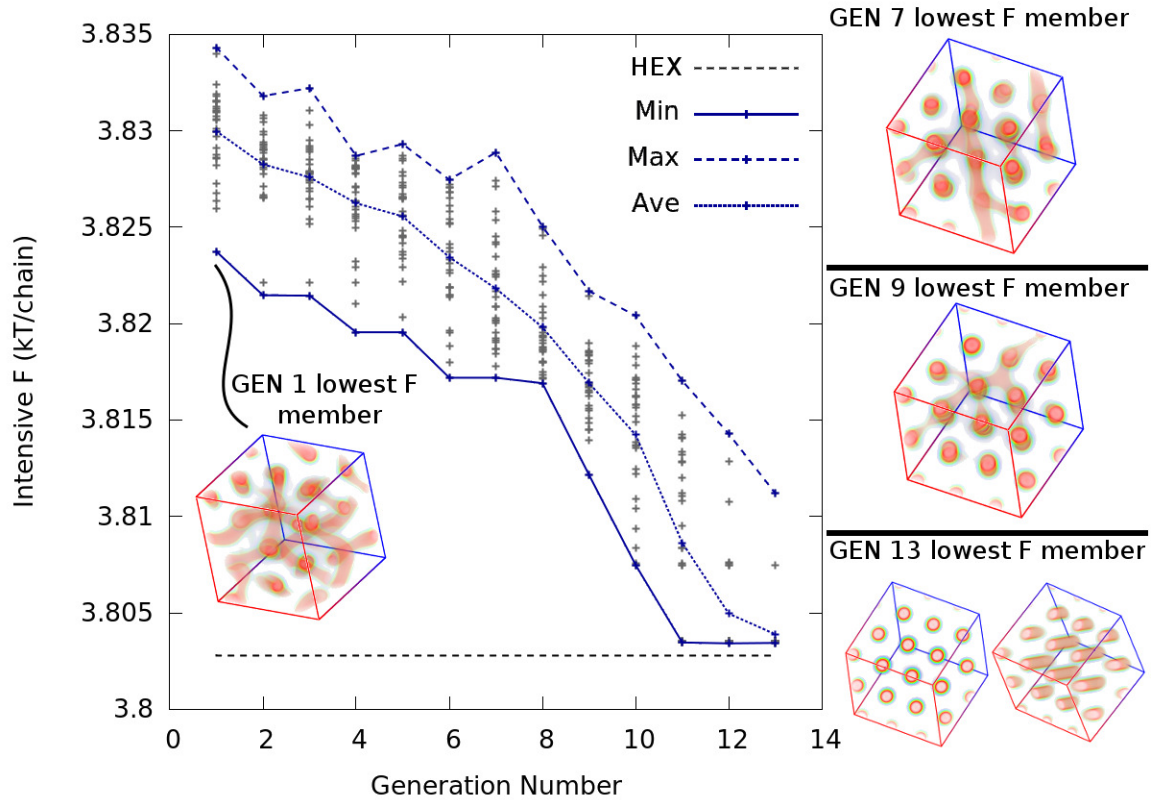 3.835
3.83
3.825
3.82
3.815
3.81
3.805
3.8
Intensive F (kT/chain)
0 2 4 6 8 10 12 14
Generation Number
HEX
Min
Max
Ave
GEN 1 lowest F
member
GEN 7 lowest F member
GEN 9 lowest F member
GEN 13 lowest F member